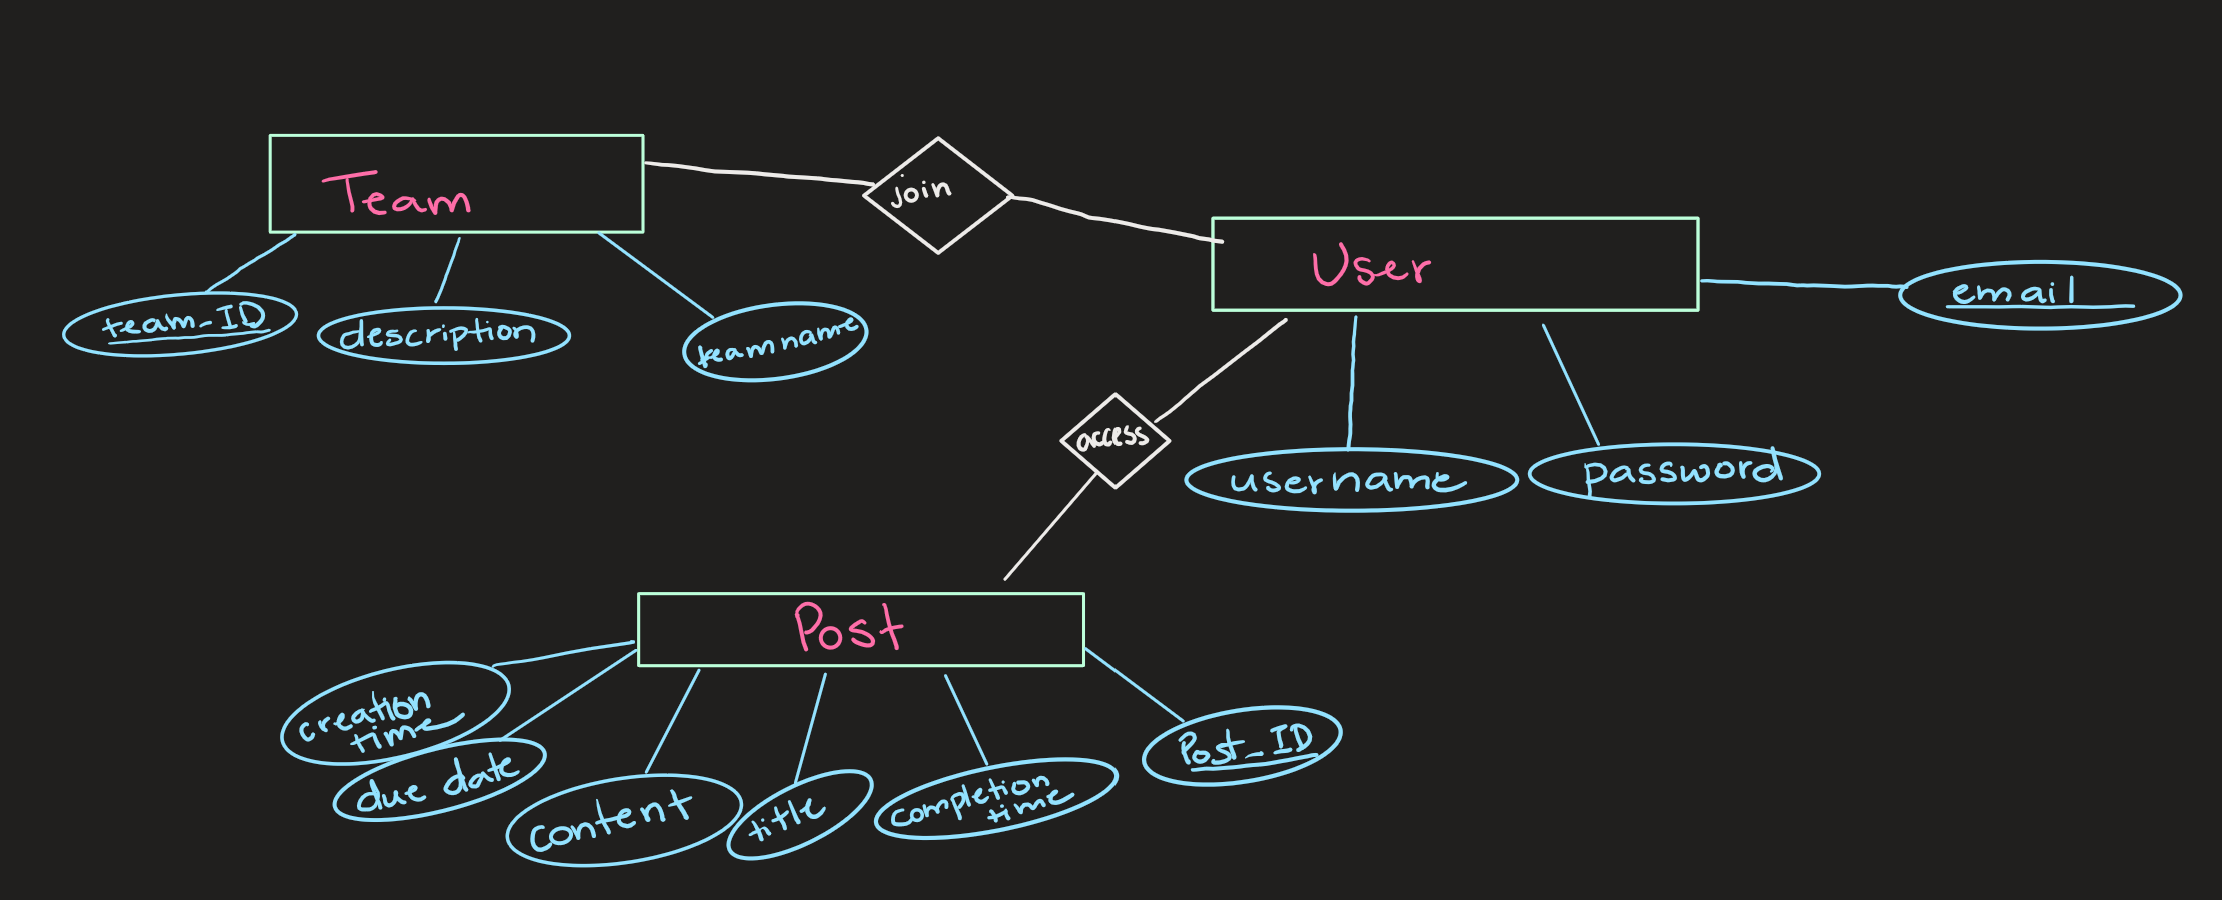 Team
join
User
email
team_ID
description
teamname
access
username
password
Post
creation
time
due date
content
title
completion
time
Post_ID